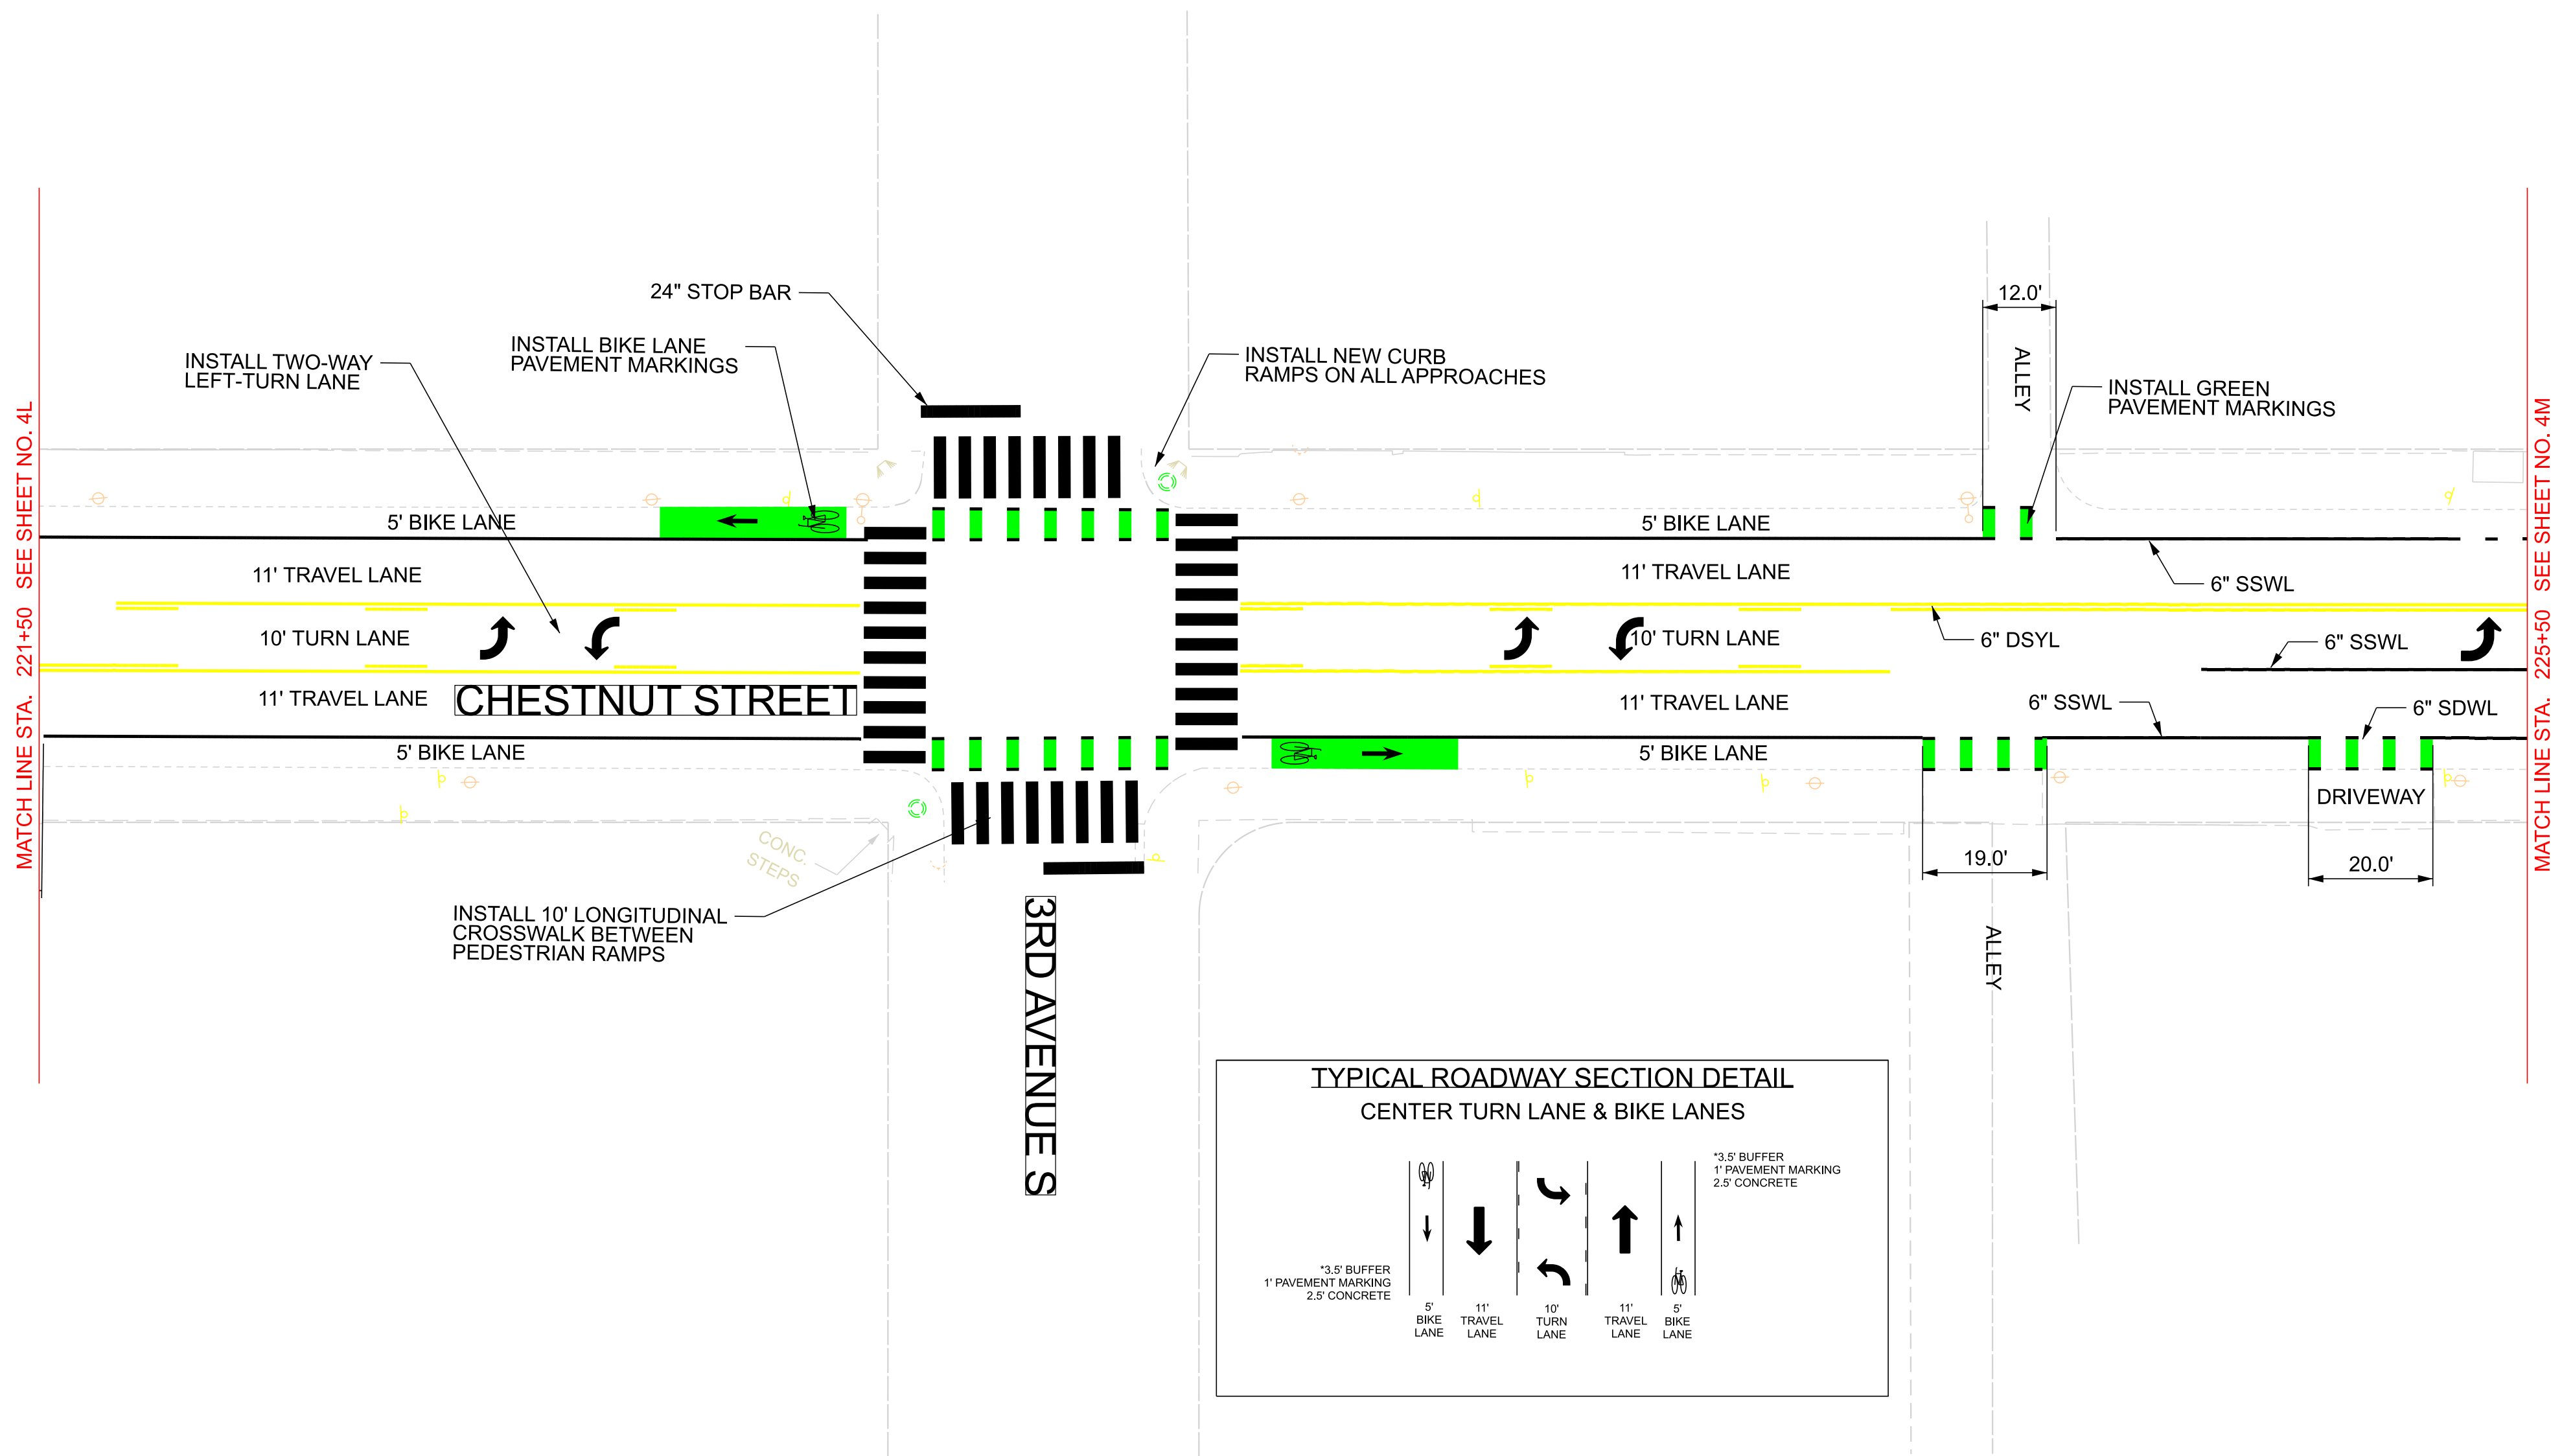 24" STOP BAR
INSTALL BIKE LANE
PAVEMENT MARKINGS
INSTALL TWO-WAY
LEFT-TURN LANE
INSTALL NEW CURB
RAMPS ON ALL APPROACHES
12.0'
ALLEY
INSTALL GREEN
PAVEMENT MARKINGS
MATCH LINE STA. 221+50 SEE SHEET NO. 4L
MATCH LINE STA. 225+50 SEE SHEET NO. 4M
5' BIKE LANE
5' BIKE LANE
11' TRAVEL LANE
11' TRAVEL LANE
6" SSWL
10' TURN LANE
10' TURN LANE
6" DSYL
6" SSWL
11' TRAVEL LANE
CHESTNUT STREET
11' TRAVEL LANE
6" SSWL
6" SDWL
5' BIKE LANE
5' BIKE LANE
DRIVEWAY
CONC.
STEPS
19.0'
20.0'
INSTALL 10' LONGITUDINAL
CROSSWALK BETWEEN
PEDESTRIAN RAMPS
3RD AVENUE S
ALLEY
TYPICAL ROADWAY SECTION DETAIL
CENTER TURN LANE & BIKE LANES
*3.5' BUFFER
1' PAVEMENT MARKING
2.5' CONCRETE
*3.5' BUFFER
1' PAVEMENT MARKING
2.5' CONCRETE
5'
BIKE
LANE
11'
TRAVEL
LANE
10'
TURN
LANE
11'
TRAVEL
LANE
5'
BIKE
LANE